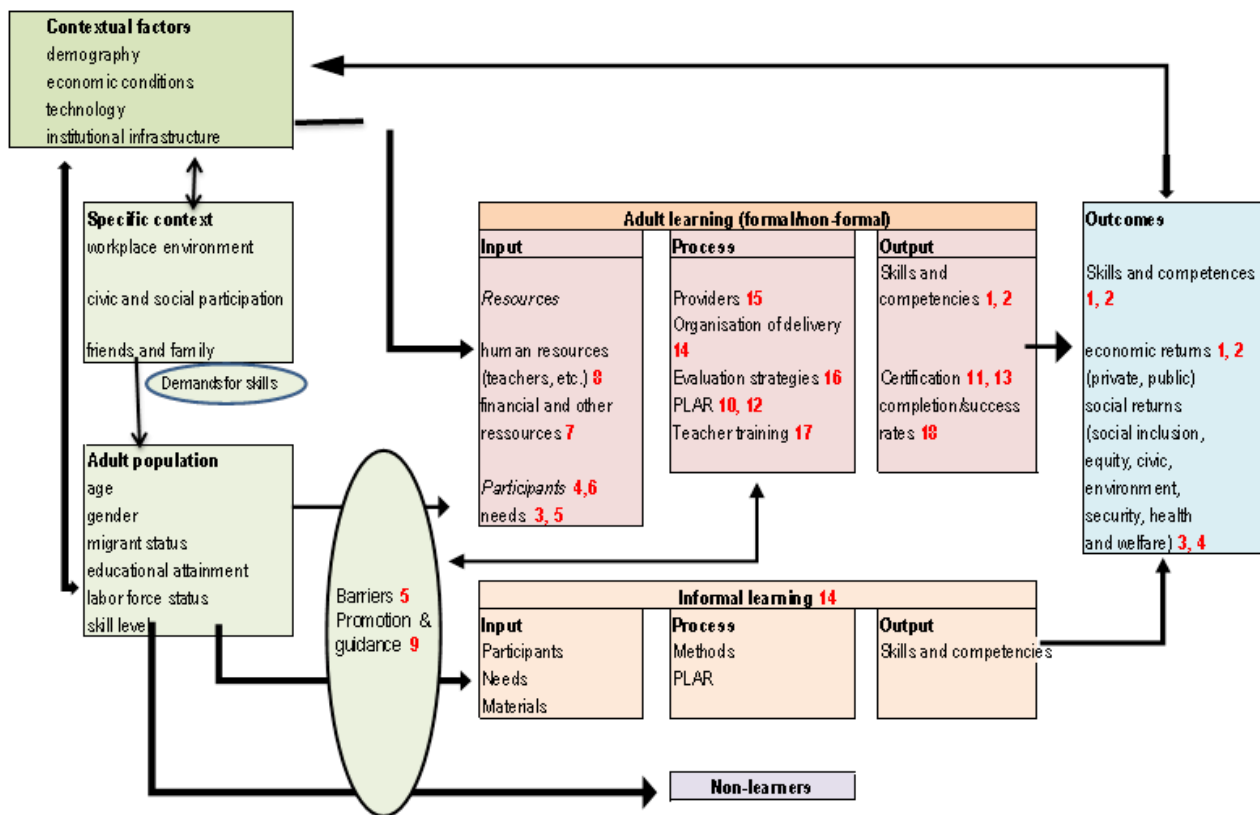 Contextual factors
demography
economic conditions
technology
institutional infrastructure
Specific context
workplace environment
civic and social participation
friends and family
Demands for skills
Adult population
age
gender
migrant status
educational attainment
labor force status
skill level
Barriers 5
Promotion &
guidance 9
Adult learning (formal/non-formal)
Input
Resources
human resources
(teachers, etc.) 8
financial and other
ressources 7
Participants 4,6
needs 3, 5
Process
Providers 15
Organisation of delivery
14
Evaluation strategies 16
PLAR 10, 12
Teacher training 17
Output
Skills and
competencies 1, 2
Certification 11, 13
completion/success
rates 18
Informal learning 14
Input
Participants
Needs
Materials
Process
Methods
PLAR
Output
Skills and competencies
Non-learners
Outcomes
Skills and competences
1, 2
economic returns 1, 2
(private, public)
social returns
(social inclusion,
equity, civic,
environment,
security, health
and welfare) 3, 4